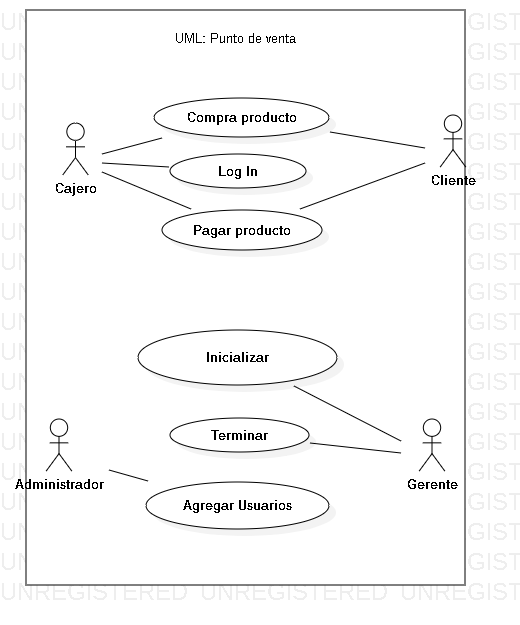 UML: Punto de venta
Compra producto
Cajero
Log In
Cliente
Pagar producto
Inicializar
Terminar
Administrador
Gerente
Agregar Usuarios
UNREGISTERED UNREGISTERED UNREGIST